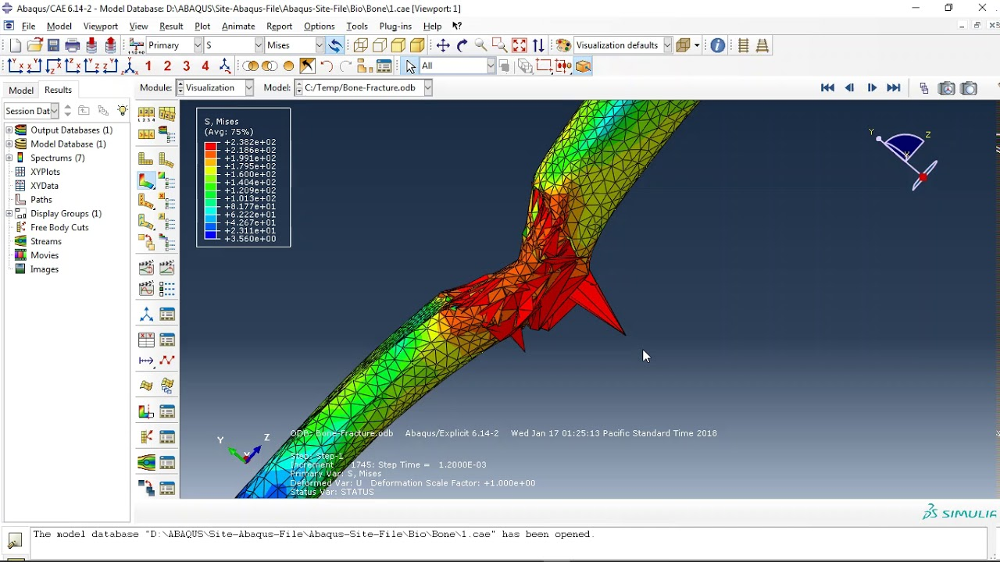 Abaqus/CAE 6.14-2 - Model Database: D:\ABAQUS\Site-Abaqus-File\Abaqus-Site-File\Bio\Bone\1.cae [Viewport: 1]
File Model Viewport View Result Plot Animate Report Options Tools Plug-ins Help
Primary S Mises Visualization defaults
1 2 3 4 All
Model Results Module: Visualization Model: C:/Temp/Bone-Fracture.odb
Session Dat
Output Databases (1)
Model Database (1)
Spectrums (7)
XYPlots
XYData
Paths
Display Groups (1)
Free Body Cuts
Streams
Movies
Images
S, Mises
(Avg: 75%)
+2.382e+02
+2.186e+02
+1.991e+02
+1.795e+02
+1.600e+02
+1.404e+02
+1.209e+02
+1.013e+02
+8.177e+01
+6.222e+01
+4.267e+01
+2.311e+01
+3.560e+00
Y Z
Y Z
ODB: Bone-Fracture.odb Abaqus/Explicit 6.14-2 Wed Jan 17 01:25:13 Pacific Standard Time 2018
Step: Step-1
Increment 1745: Step Time = 1.2000E-03
Primary Var: S, Mises
Deformed Var: U Deformation Scale Factor: +1.000e+00
Status Var: STATUS
SIMULIA
The model database "D:\ABAQUS\Site-Abaqus-File\Abaqus-Site-File\Bio\Bone\1.cae" has been opened.